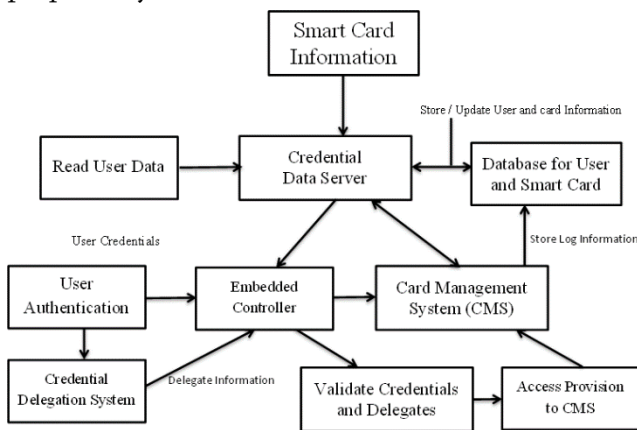 Smart Card
Information
Store / Update User and card Information
Read User Data
Credential
Data Server
Database for User
and Smart Card
User Credentials
Store Log Information
User
Authentication
Embedded
Controller
Card Management
System (CMS)
Credential
Delegation System
Delegate Information
Validate Credentials
and Delegates
Access Provision
to CMS